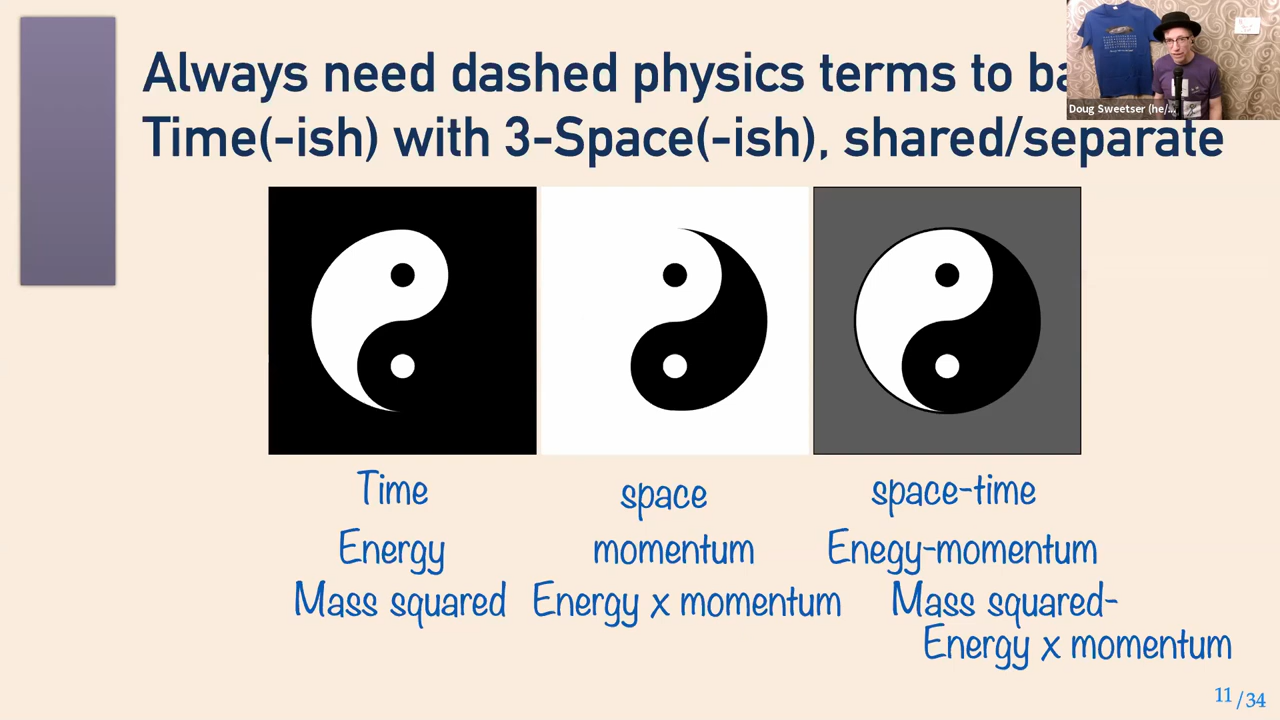 Always need dashed physics terms to
Time(-ish) with 3-Space(-ish), shared/separate
Doug Sweetser (he/...
Time space space-time
Energy momentum Enegy-momentum
Mass squared Energy x momentum Mass squared-
Energy x momentum
11/34